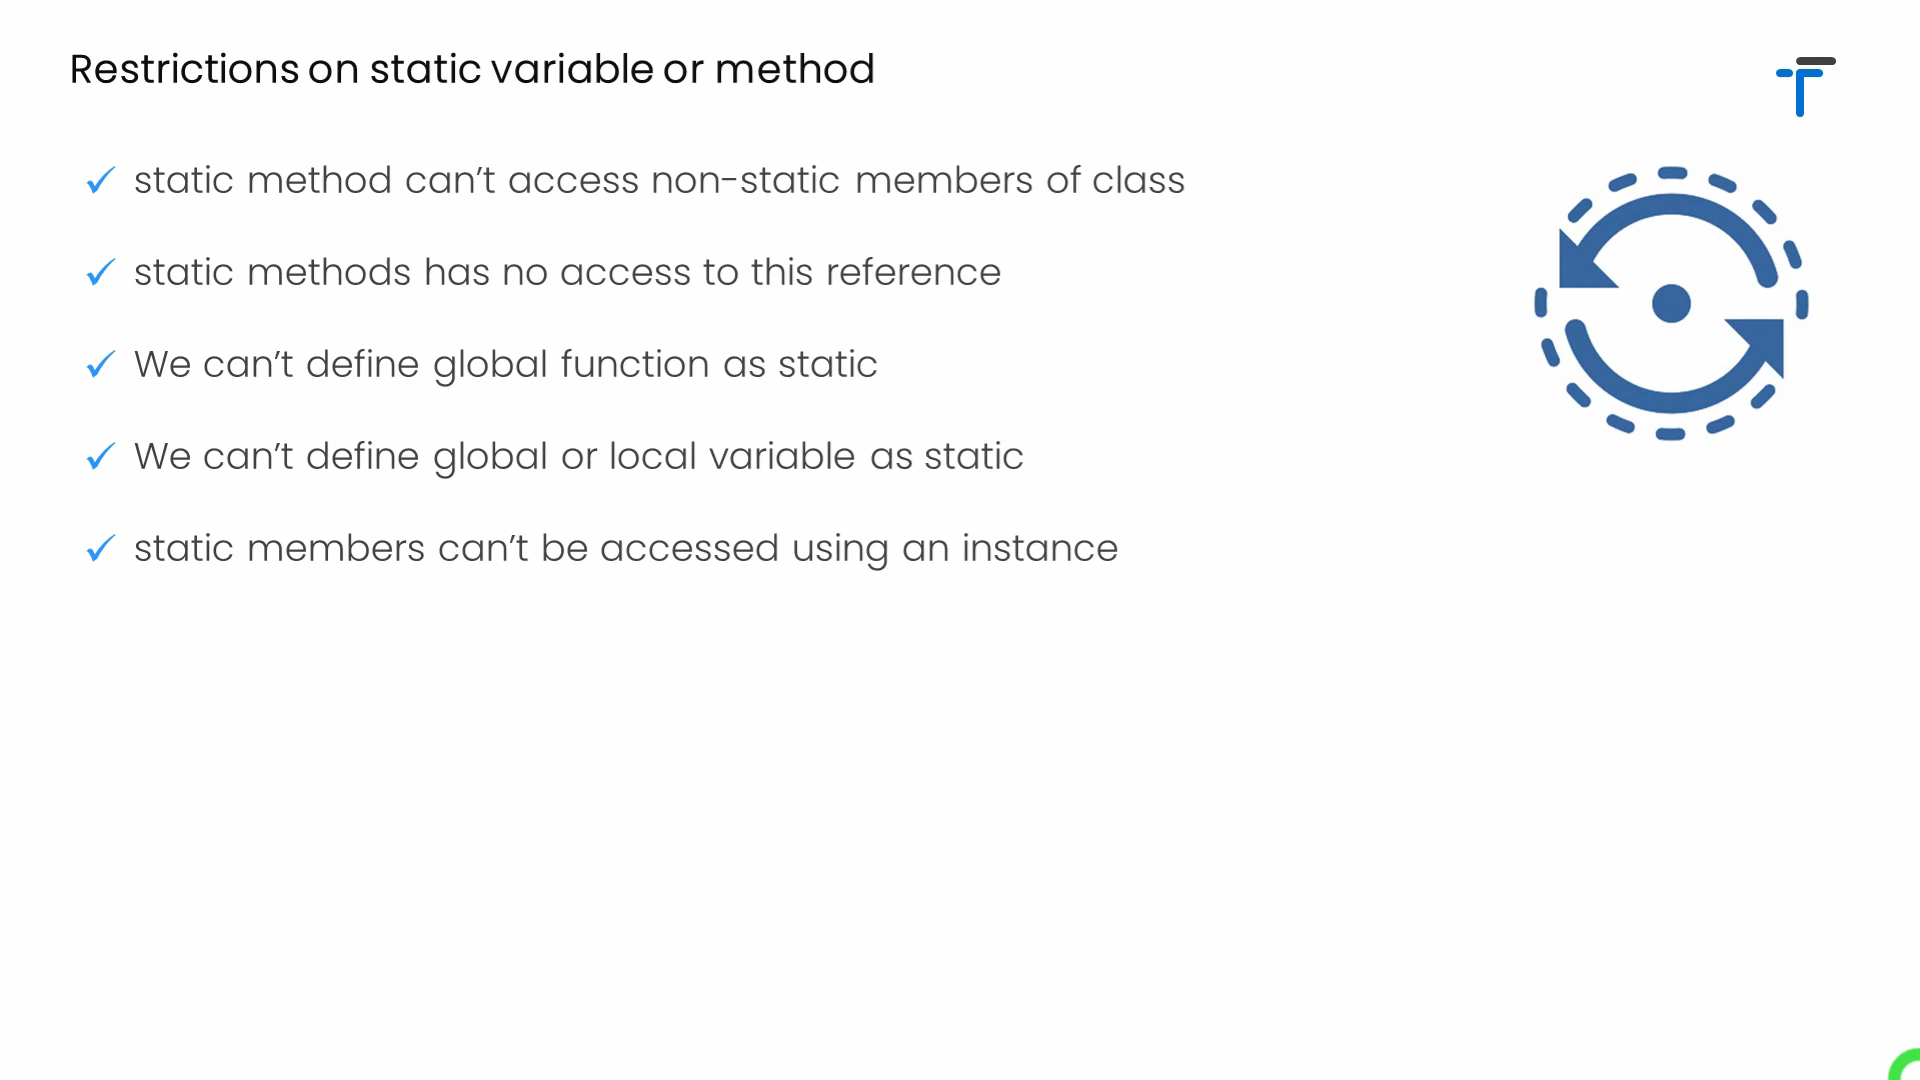 Restrictions on static variable or method
static method can’t access non-static members of class
static methods has no access to this reference
We can’t define global function as static
We can’t define global or local variable as static
static members can’t be accessed using an instance